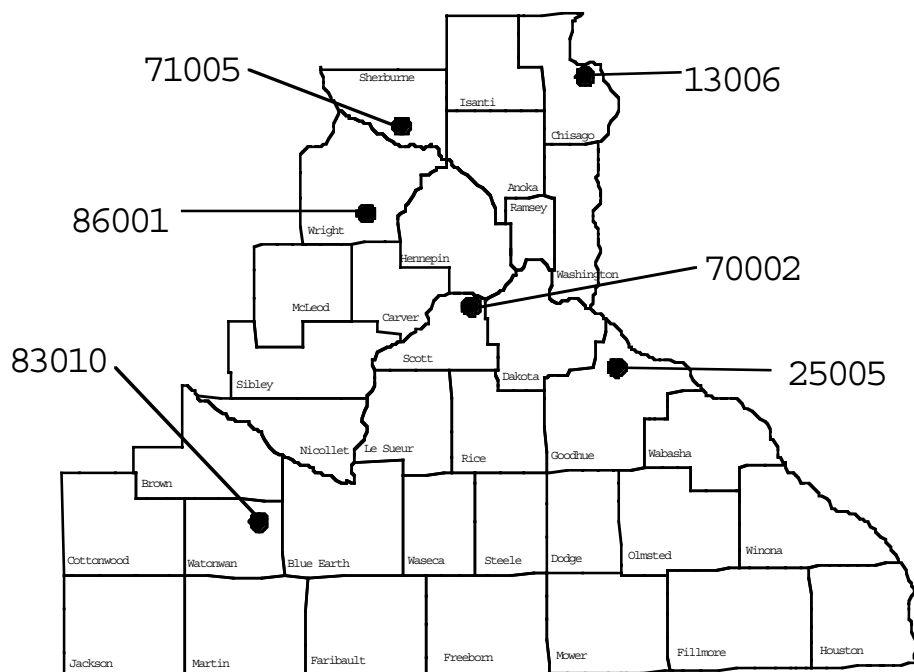 71005
Sherburne
13006
Isanti
Chisago
Anoka
Ramsey
86001
Wright
Hennepin
70002
Washington
McLeod
Carver
83010
Scott
25005
Dakota
Sibley
Nicollet
Le Sueur
Rice
Goodhue
Wabasha
Brown
Cottonwood
Watonwan
Blue Earth
Waseca
Steele
Dodge
Olmsted
Winona
Jackson
Martin
Faribault
Freeborn
Mower
Fillmore
Houston